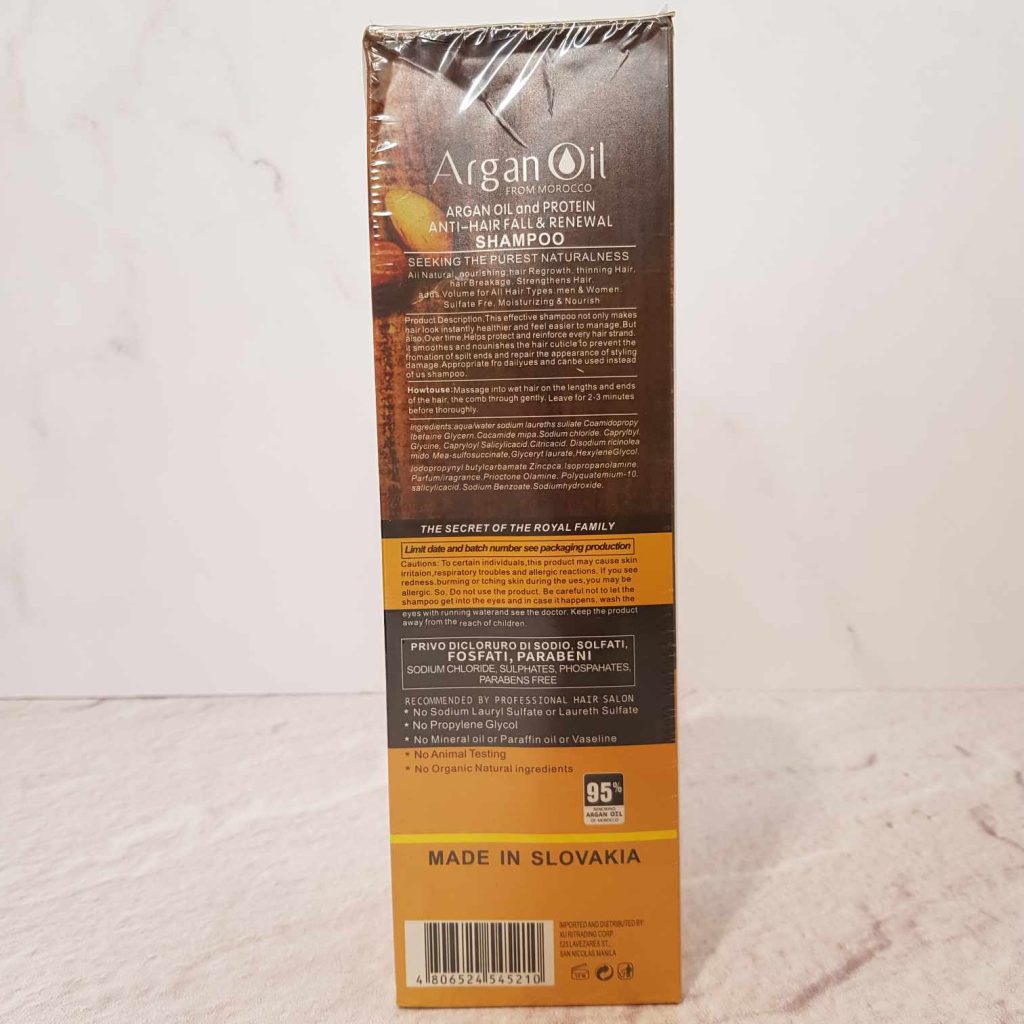 Argan Oil
FROM MOROCCO
ARGAN OIL and PROTEIN
ANTI-HAIR FALL & RENEWAL
SHAMPOO
SEEKING THE PUREST NATURALNESS
All Natural, nourishing,hair Regrowth, thinning Hair,
hair Breakage. Strengthens Hair.
adds Volume for All Hair Types,men & Women.
Sulfate Fre, Moisturizing & Nourish
Product Description,This effective shampoo not only makes
hair look instantly healthier and feel easier to manage,But
also,Over time,Helps protect and reinforce every hair strand.
it smoothes and nourishes the hair cuticle to prevent the
fromation of spilt ends and repair the appearance of styling
damage.Appropriate fro dailyues and canbe used instead
of us shampoo.
Howtouse:Massage into wet hair on the lengths and ends
of the hair, the comb through gently. Leave for 2-3 minutes
before thoroughly.
Ingredients:aqua/water sodium laureths suliate Coamidopropy
Ibetaine Glycern.Cocamide mipa.Sodium chloride. Caprylbyl.
Glycine, Capryloyl Salicylicacid.Citricacid. Disodium ricinolea
mido Mea-sulfosuccinate,Glyceryl laurate,HexyleneGlycol.
Iodopropynyl butylcarbamate Zincpca.Isopropanolamine.
Parfum/iragrance.Prioctone Olamine. Polyquatemium-10.
salicylicacid. Sodium Benzoate.Sodiumhydroxide.
THE SECRET OF THE ROYAL FAMILY
Limit date and batch number see packaging production
Cautions: To certain individuals,this product may cause skin
irritaion,respiratory troubles and allergic reactions. If you see
redness.burming or tching skin during the ues,you may be
allergic. So, Do not use the product. Be careful not to let the
shampoo get into the eyes and in case it happens, wash the
eyes with running waterand see the doctor. Keep the product
away from the reach of children.
PRIVO DICLORURO DI SODIO, SOLFATI,
FOSFATI, PARABENI
SODIUM CHLORIDE, SULPHATES, PHOSPAHATES,
PARABENS FREE
RECOMMENDED BY PROFESSIONAL HAIR SALON
* No Sodium Lauryl Sulfate or Laureth Sulfate
* No Propylene Glycol
* No Mineral oil or Paraffin oil or Vaseline
* No Animal Testing
* No Organic Natural ingredients
95%
ARGAN OIL
OF MOROCCO
MADE IN SLOVAKIA
IMPORTED AND DISTRIBUTED BY:
XU RITRADING CORP.
525 LAVEZARES ST.,
SAN NICOLAS MANILA
4 806524 545210